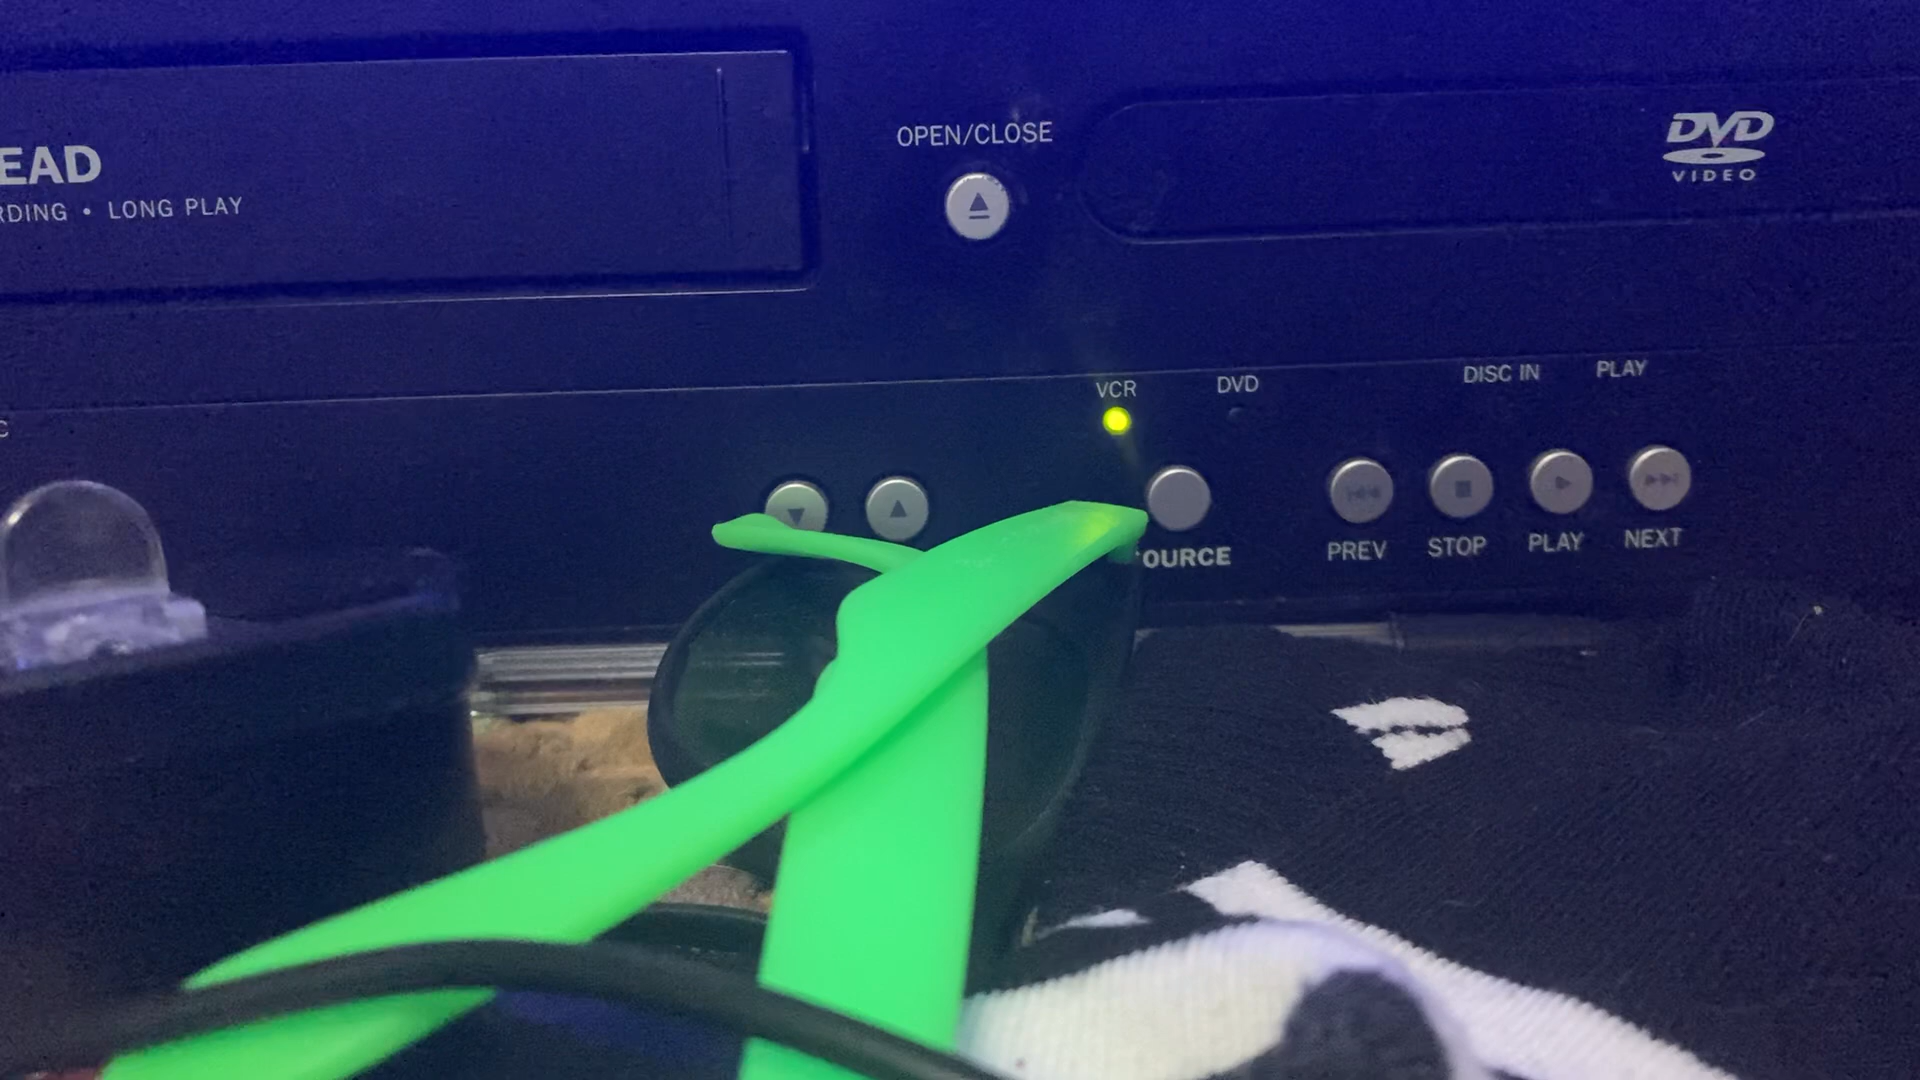 EAD
RDING • LONG PLAY
OPEN/CLOSE
DVD
VIDEO
VCR
DVD
DISC IN
PLAY
C
OURCE
PREV
STOP
PLAY
NEXT